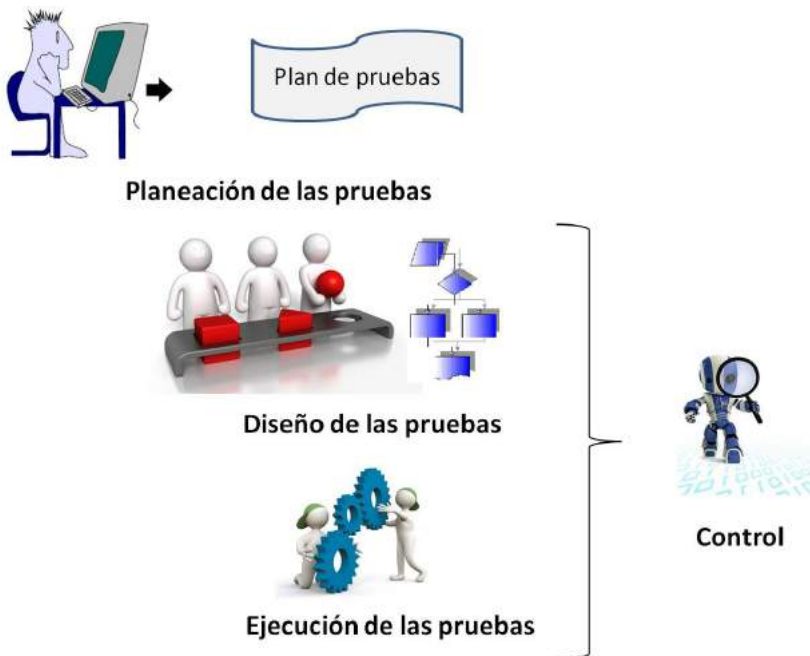 Plan de pruebas
Planeación de las pruebas
Diseño de las pruebas
Control
Ejecución de las pruebas